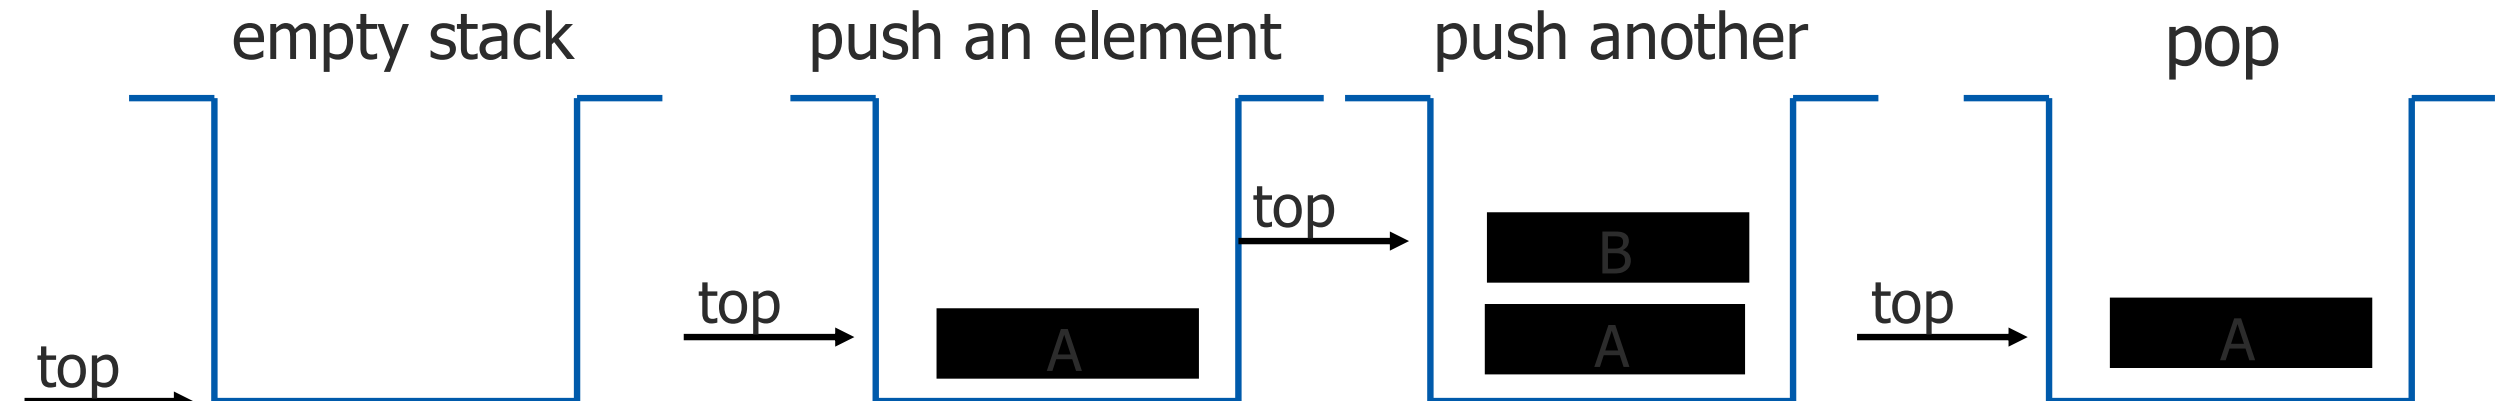 empty stack
push an element
push another
pop
top
top
top
top
B
A
A
A